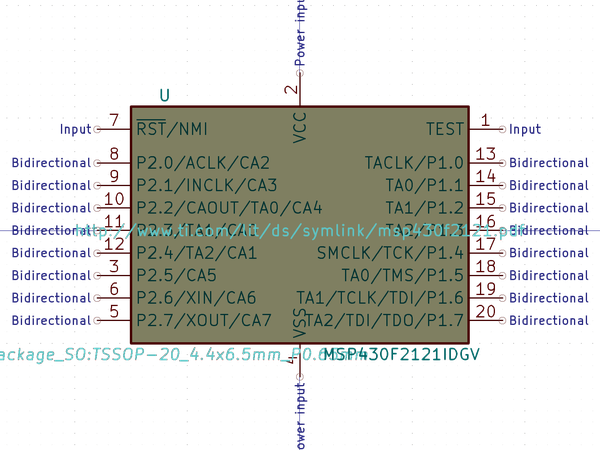 Power inpu
2
U
VCC
Input 7 RST/NMI TEST 1 Input
Bidirectional 8 P2.0/ACLK/CA2 TACLK/P1.0 13 Bidirectional
Bidirectional 9 P2.1/INCLK/CA3 TA0/P1.1 14 Bidirectional
Bidirectional 10 P2.2/CAOUT/TA0/CA4 TA1/P1.2 15 Bidirectional
Bidirectional 11 16 Bidirectional
http://www.ti.com/lit/ds/symlink/msp430f2121.pdf
Bidirectional 12 P2.4/TA2/CA1 SMCLK/TCK/P1.4 17 Bidirectional
Bidirectional 3 P2.5/CA5 TA0/TMS/P1.5 18 Bidirectional
Bidirectional 6 P2.6/XIN/CA6 TA1/TCLK/TDI/P1.6 19 Bidirectional
Bidirectional 5 P2.7/XOUT/CA7 TA2/TDI/TDO/P1.7 20 Bidirectional
VSS
ackage_SO:TSSOP-20_4.4x6.5mm_P0.65mm
MSP430F2121IDGV
4
ower input